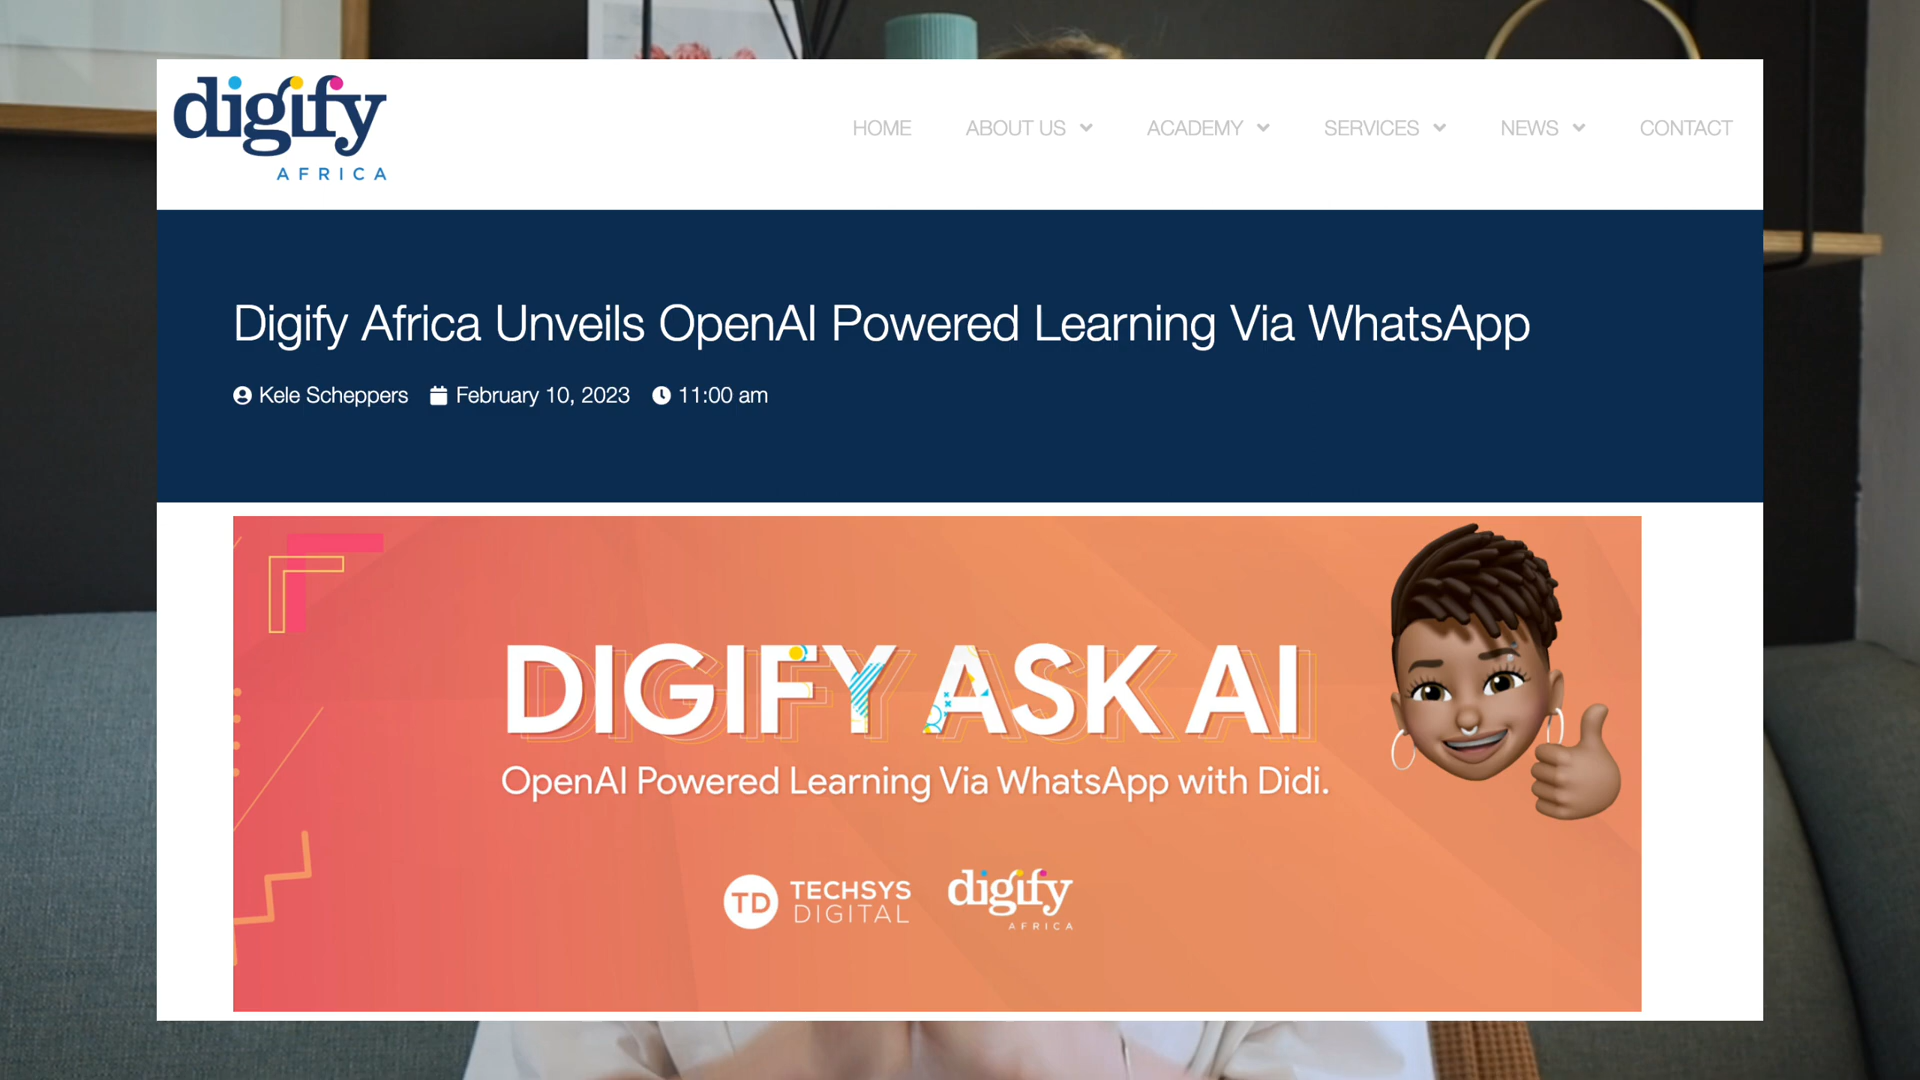 digify
AFRICA
HOME
ABOUT US
ACADEMY
SERVICES
NEWS
CONTACT
Digify Africa Unveils OpenAI Powered Learning Via WhatsApp
Kele Scheppers
February 10, 2023
11:00 am
DIGIFY ASK AI
OpenAI Powered Learning Via WhatsApp with Didi.
TD
TECHSYS
DIGITAL
digify
AFRICA